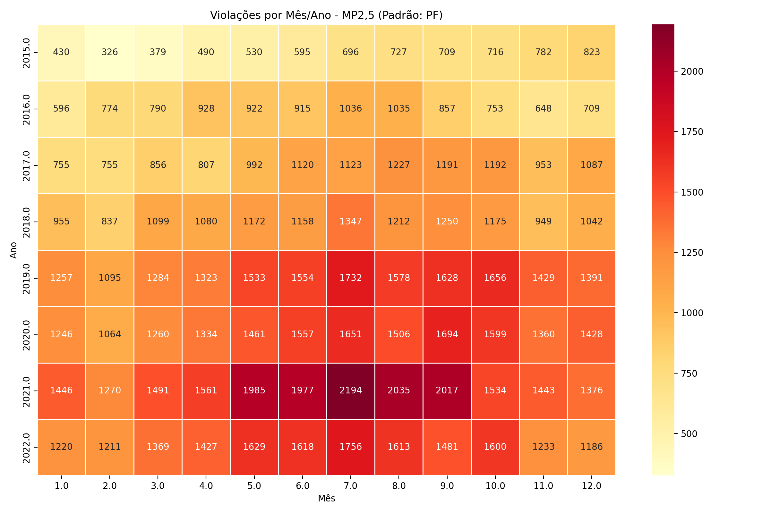 Violações por Mês/Ano - MP2,5 (Padrão: PF)
2015.0 430 326 379 490 530 595 696 727 709 716 782 823
2016.0 596 774 790 928 922 915 1036 1035 857 753 648 709
2017.0 755 755 856 807 992 1120 1123 1227 1191 1192 953 1087
2018.0 955 837 1099 1080 1172 1158 1347 1212 1250 1175 949 1042
2019.0 1257 1095 1284 1323 1533 1554 1732 1578 1628 1656 1429 1391
2020.0 1246 1064 1260 1334 1461 1557 1651 1506 1694 1599 1360 1428
2021.0 1446 1270 1491 1561 1985 1977 2194 2035 2017 1534 1443 1376
2022.0 1220 1211 1369 1427 1629 1618 1756 1613 1481 1600 1233 1186
1.0 2.0 3.0 4.0 5.0 6.0 7.0 8.0 9.0 10.0 11.0 12.0
Mês
Ano
2000
1750
1500
1250
1000
750
500